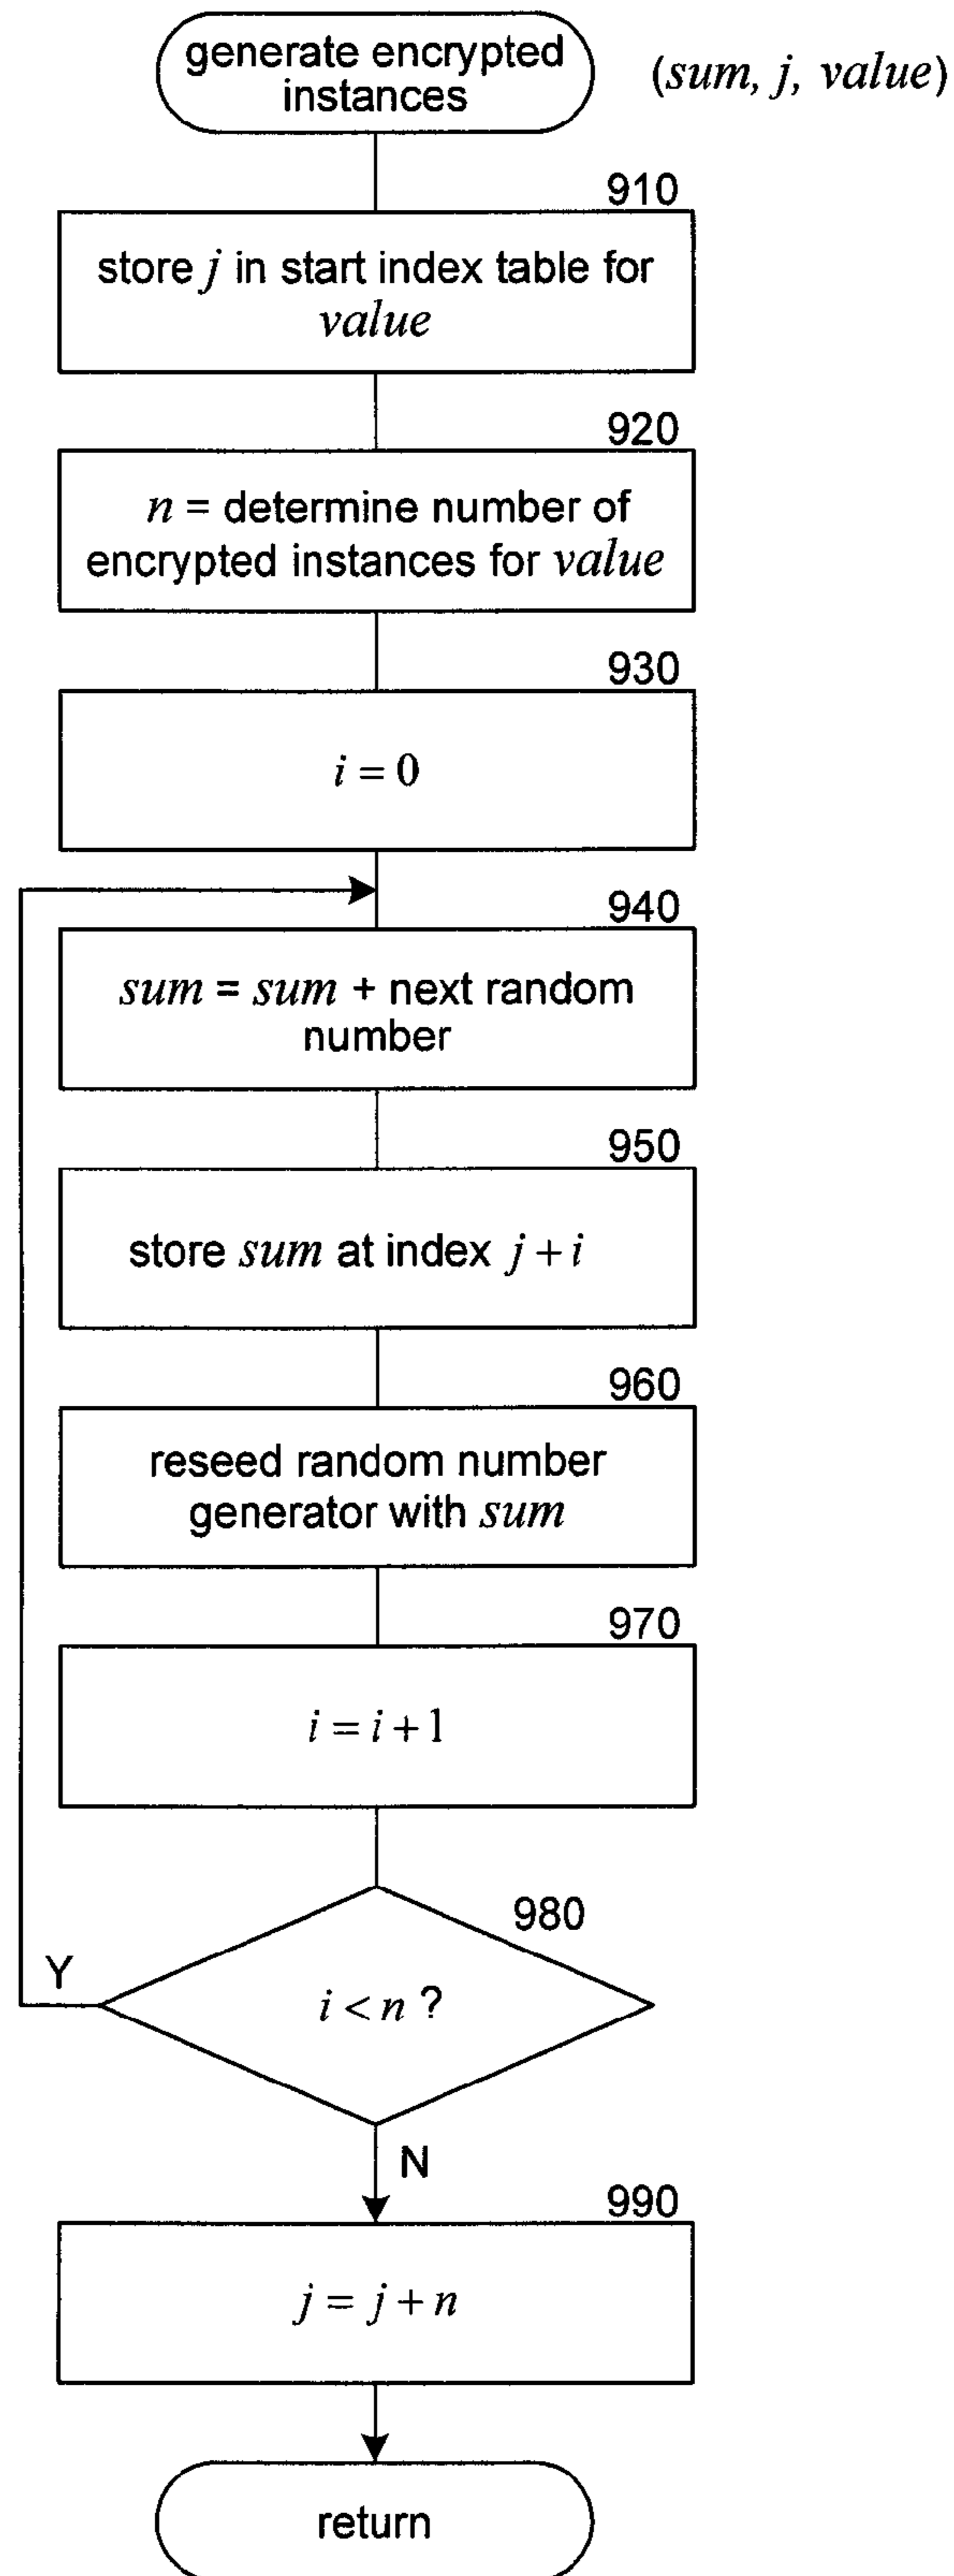 generate encrypted
instances
(sum, j, value)
910
store j in start index table for
value
920
n = determine number of
encrypted instances for value
930
i = 0
940
sum = sum + next random
number
950
store sum at index j + i
960
reseed random number
generator with sum
970
i = i + 1
980
Y
i < n ?
N
990
j = j + n
return